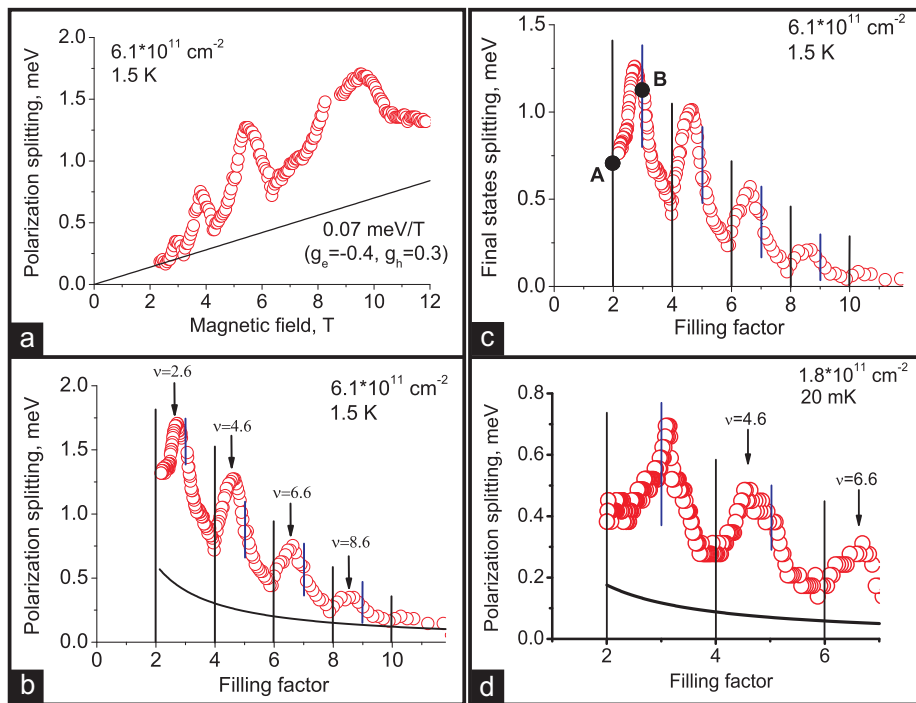 6.1*10^11 cm^-2
1.5 K
Polarization splitting, meV
2.0
1.5
1.0
0.5
0.0
0.07 meV/T
(g_e=-0.4, g_h=0.3)
0 2 4 6 8 10 12
Magnetic field, T
a
6.1*10^11 cm^-2
1.5 K
Final states splitting, meV
1.5
1.0
0.5
0.0
A
B
0 2 4 6 8 10
Filling factor
c
ν=2.6
ν=4.6
ν=6.6
ν=8.6
6.1*10^11 cm^-2
1.5 K
Polarization splitting, meV
2.0
1.5
1.0
0.5
0.0
0 2 4 6 8 10
Filling factor
b
1.8*10^11 cm^-2
20 mK
ν=4.6
ν=6.6
Polarization splitting, meV
0.8
0.6
0.4
0.2
0.0
2 4 6
Filling factor
d